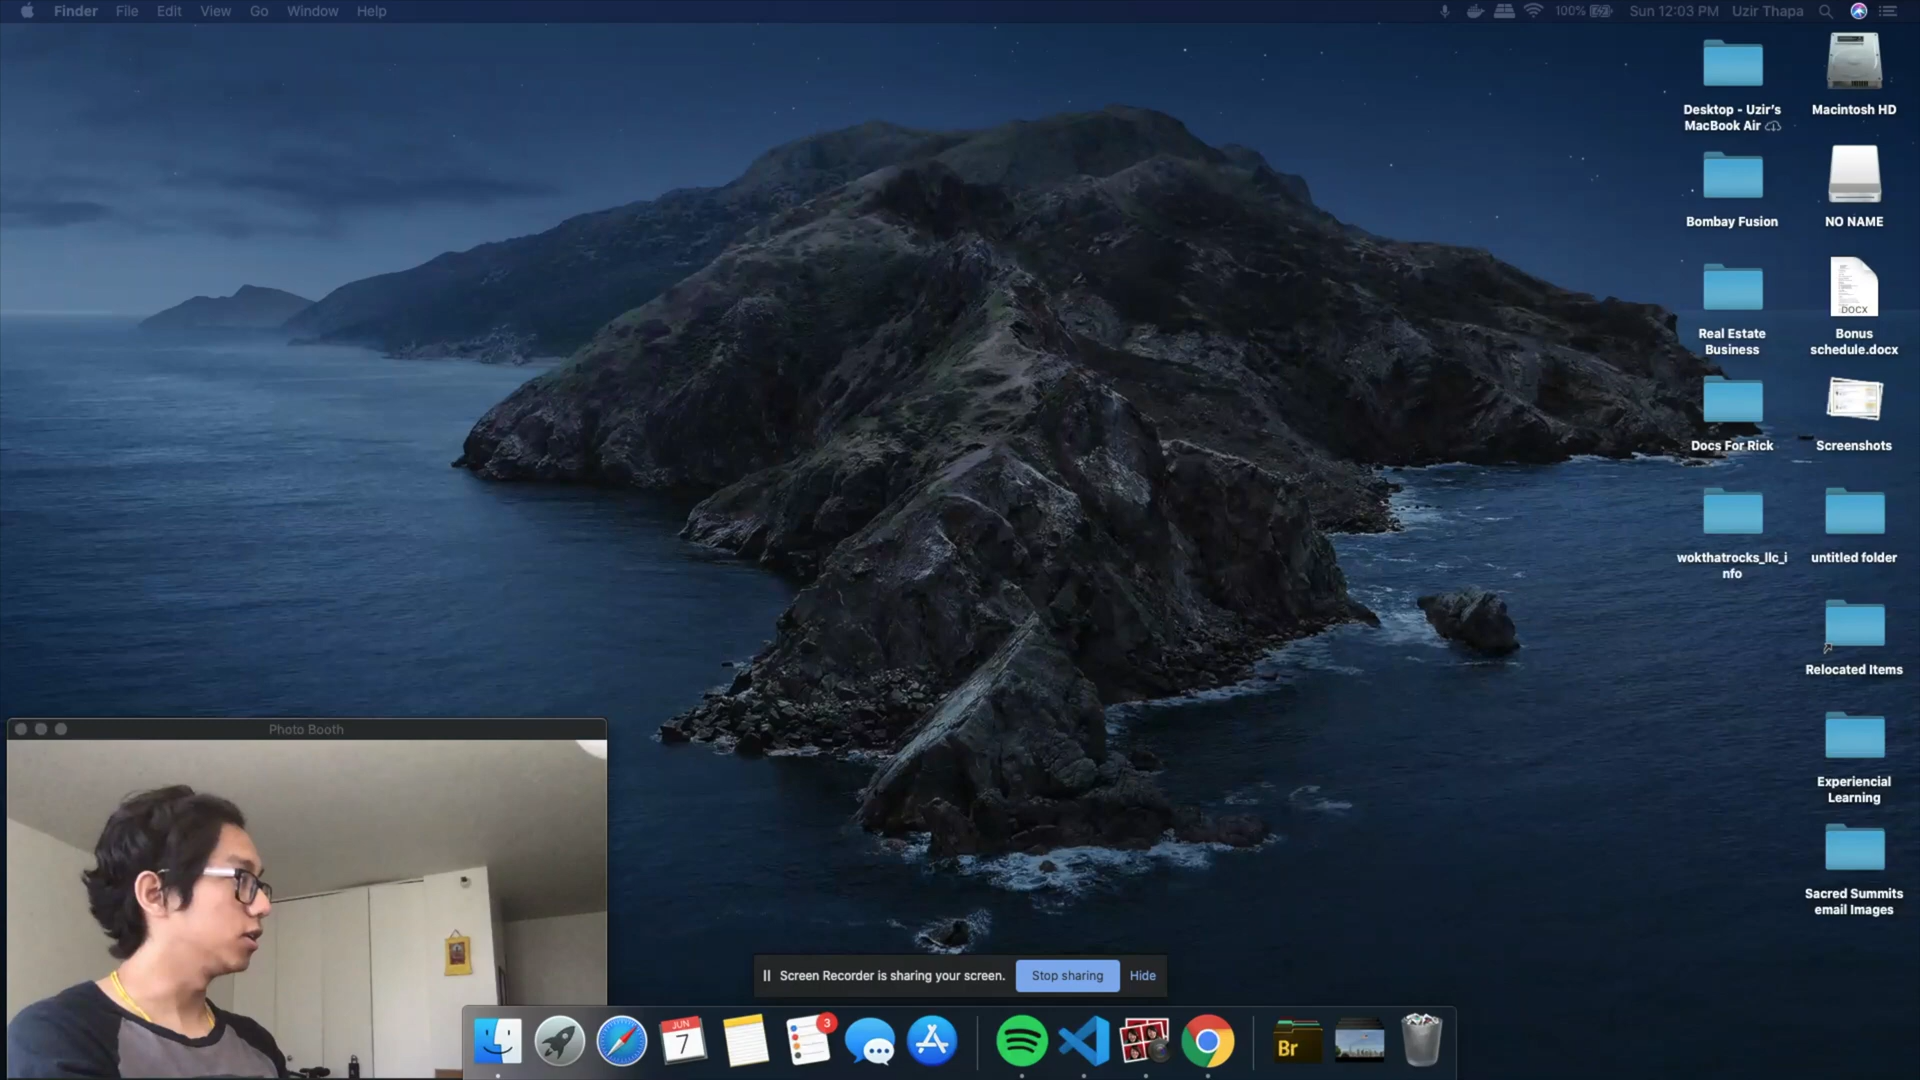 Finder File Edit View Go Window Help
100% Sun 12:03 PM Uzir Thapa
Desktop - Uzir's
MacBook Air
Macintosh HD
Bombay Fusion
NO NAME
Real Estate
Business
DOCX
Bonus
schedule.docx
Docs For Rick
Screenshots
wokthatrocks_llc_i
nfo
untitled folder
Relocated Items
Experiencial
Learning
Sacred Summits
email Images
Photo Booth
Screen Recorder is sharing your screen. Stop sharing Hide
JUN
7
3
Br